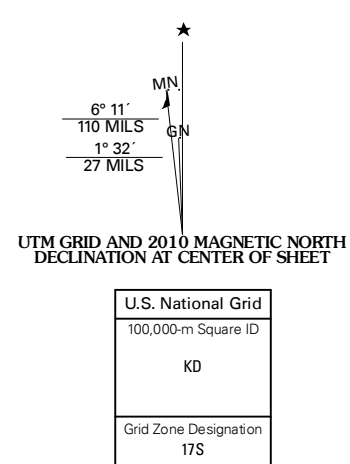 MN
6° 11´
110 MILS
GN
1° 32´
27 MILS
UTM GRID AND 2010 MAGNETIC NORTH
DECLINATION AT CENTER OF SHEET
U.S. National Grid
100,000-m Square ID
KD
Grid Zone Designation
17S